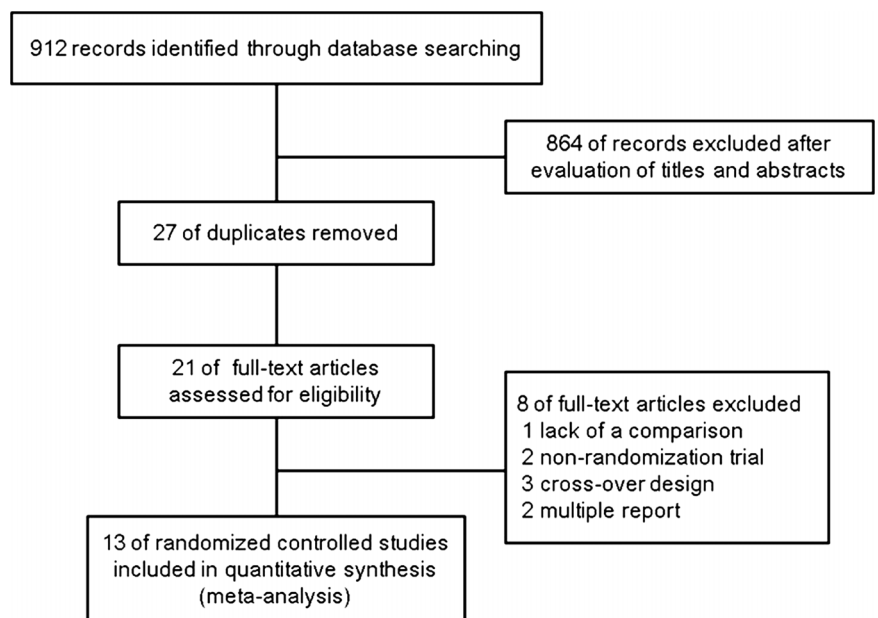 912 records identified through database searching
864 of records excluded after
evaluation of titles and abstracts
27 of duplicates removed
21 of full-text articles
assessed for eligibility
8 of full-text articles excluded
1 lack of a comparison
2 non-randomization trial
3 cross-over design
2 multiple report
13 of randomized controlled studies
included in quantitative synthesis
(meta-analysis)